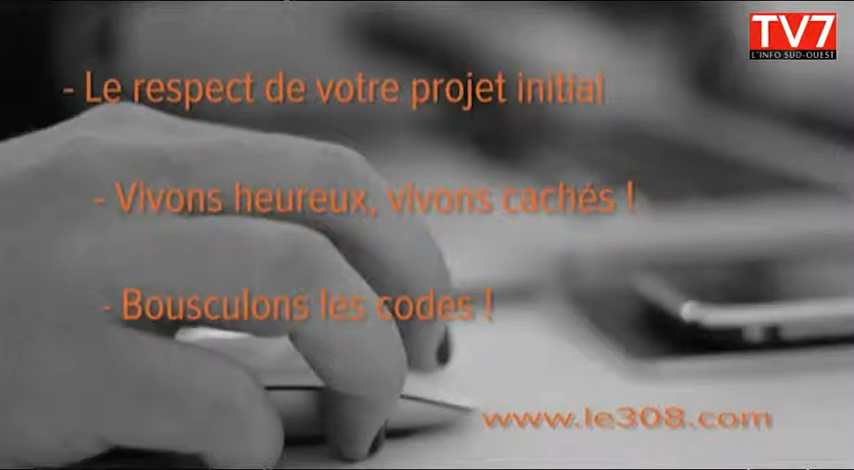 TV7
L'INFO SUD-OUEST
- Le respect de votre projet initial
- Vivons heureux, vivons cachés !
- Bousculons les codes !
www.le308.com